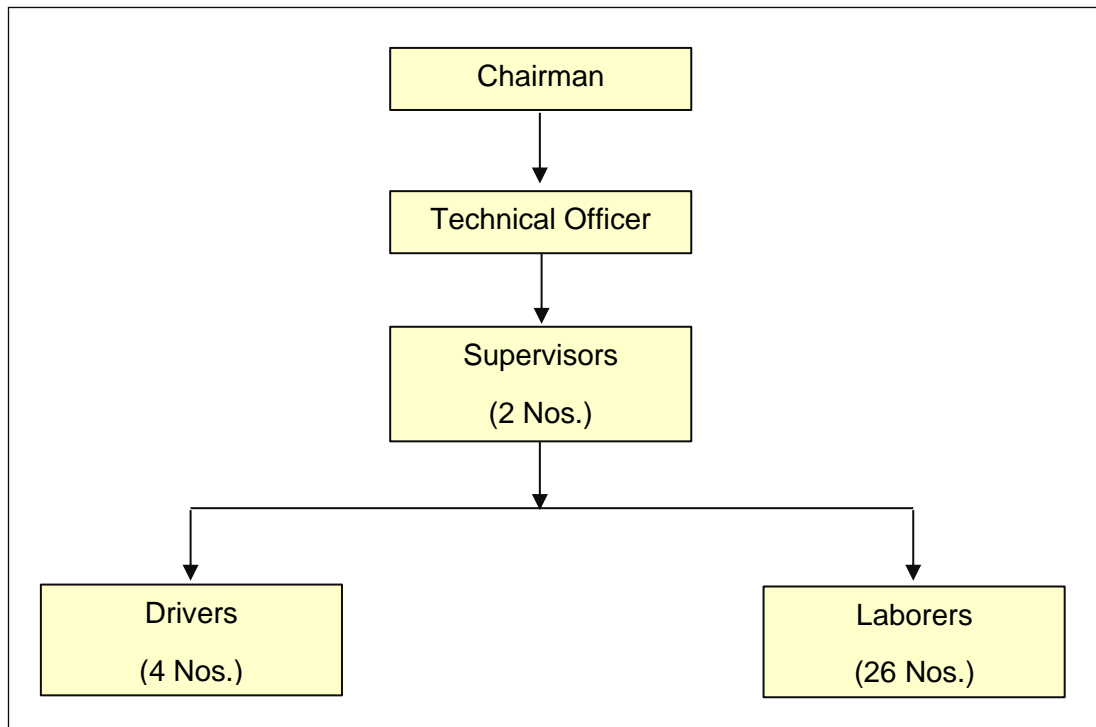 Chairman
Technical Officer
Supervisors
(2 Nos.)
Drivers
(4 Nos.)
Laborers
(26 Nos.)